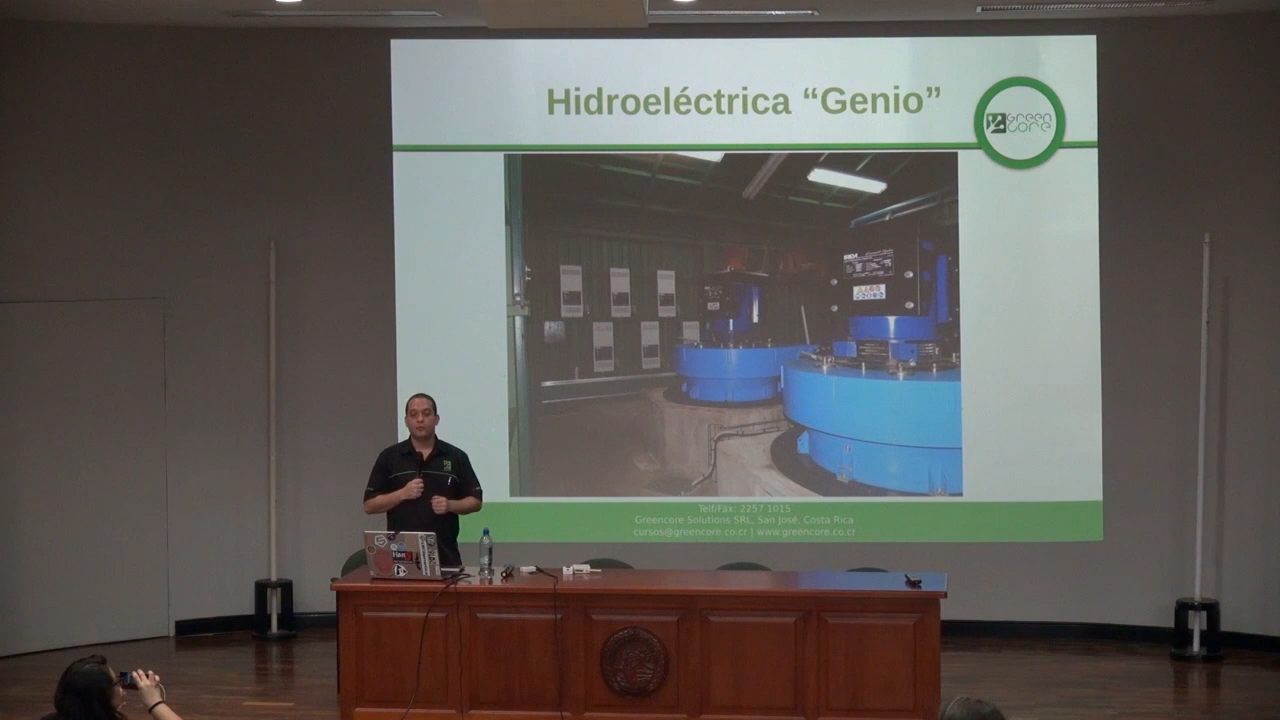 Hidroeléctrica “Genio”
Green
Core
IREM
Telf/Fax: 2257 1015
Greencore Solutions SRL, San José, Costa Rica
cursos@greencore.co.cr | www.greencore.co.cr